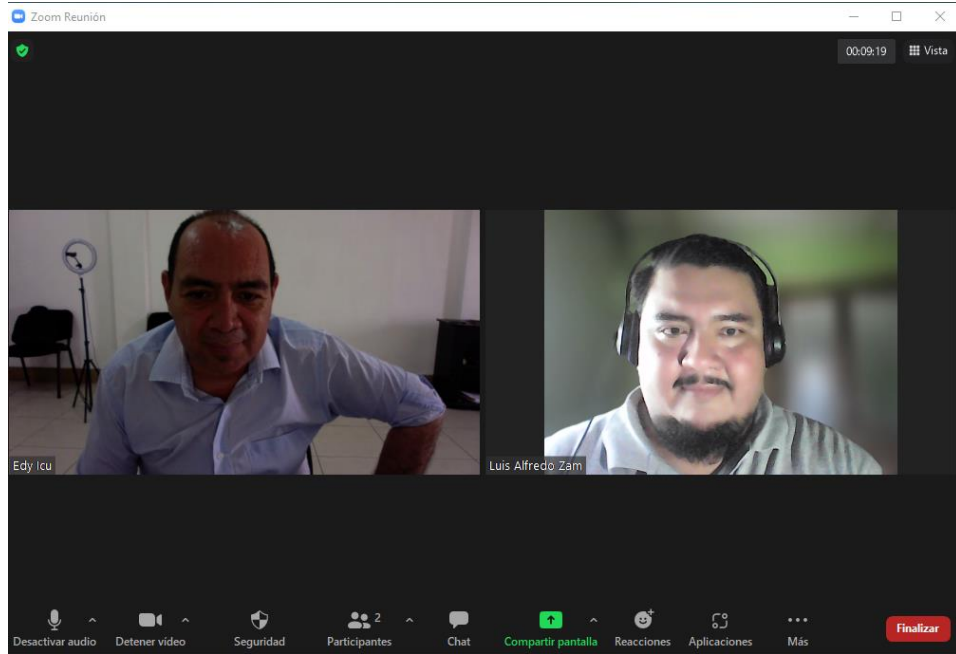 Zoom Reunión
00:09:19
Vista
Edy Icu
Luis Alfredo Zam
2
Desactivar audio
Detener vídeo
Seguridad
Participantes
Chat
Compartir pantalla
Reacciones
Aplicaciones
Más
Finalizar